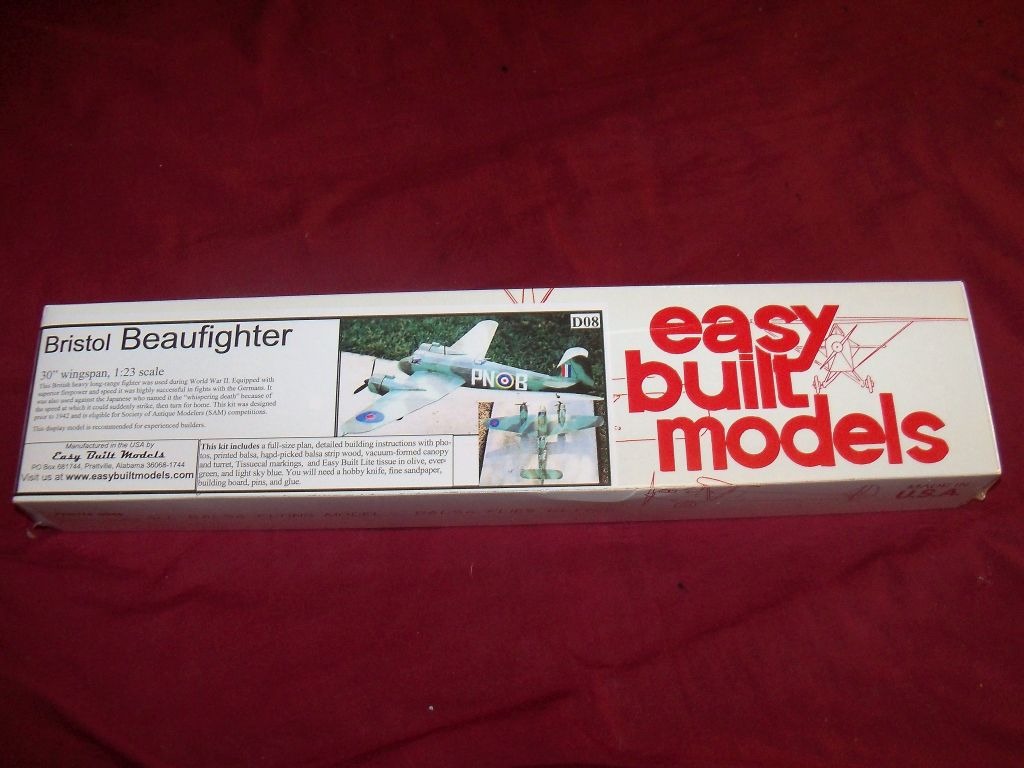 Bristol Beaufighter
30" wingspan, 1:23 scale
This British heavy long-range fighter was used during World War II. Equipped with
superior firepower and speed it was highly successful in fights with the Germans. It
was also used against the Japanese who named it the "whispering death" because of
the speed at which it could suddenly strike, then turn for home. This kit was designed
prior to 1942 and is eligible for Society of Antique Modelers (SAM) competitions.
This display model is recommended for experienced builders.
Manufactured in the USA by
Easy Built Models
PO Box 681744, Prattville, Alabama 36068-1744
Visit us at www.easybuiltmodels.com
This kit includes a full-size plan, detailed building instructions with pho-
tos, printed balsa, hand-picked balsa strip wood, vacuum-formed canopy
and turret, Tissuecal markings, and Easy Built Lite tissue in olive, ever-
green, and light sky blue. You will need a hobby knife, fine sandpaper,
building board, pins, and glue.
D08
PN B
easy
built
models
MADE IN
U.S.A.